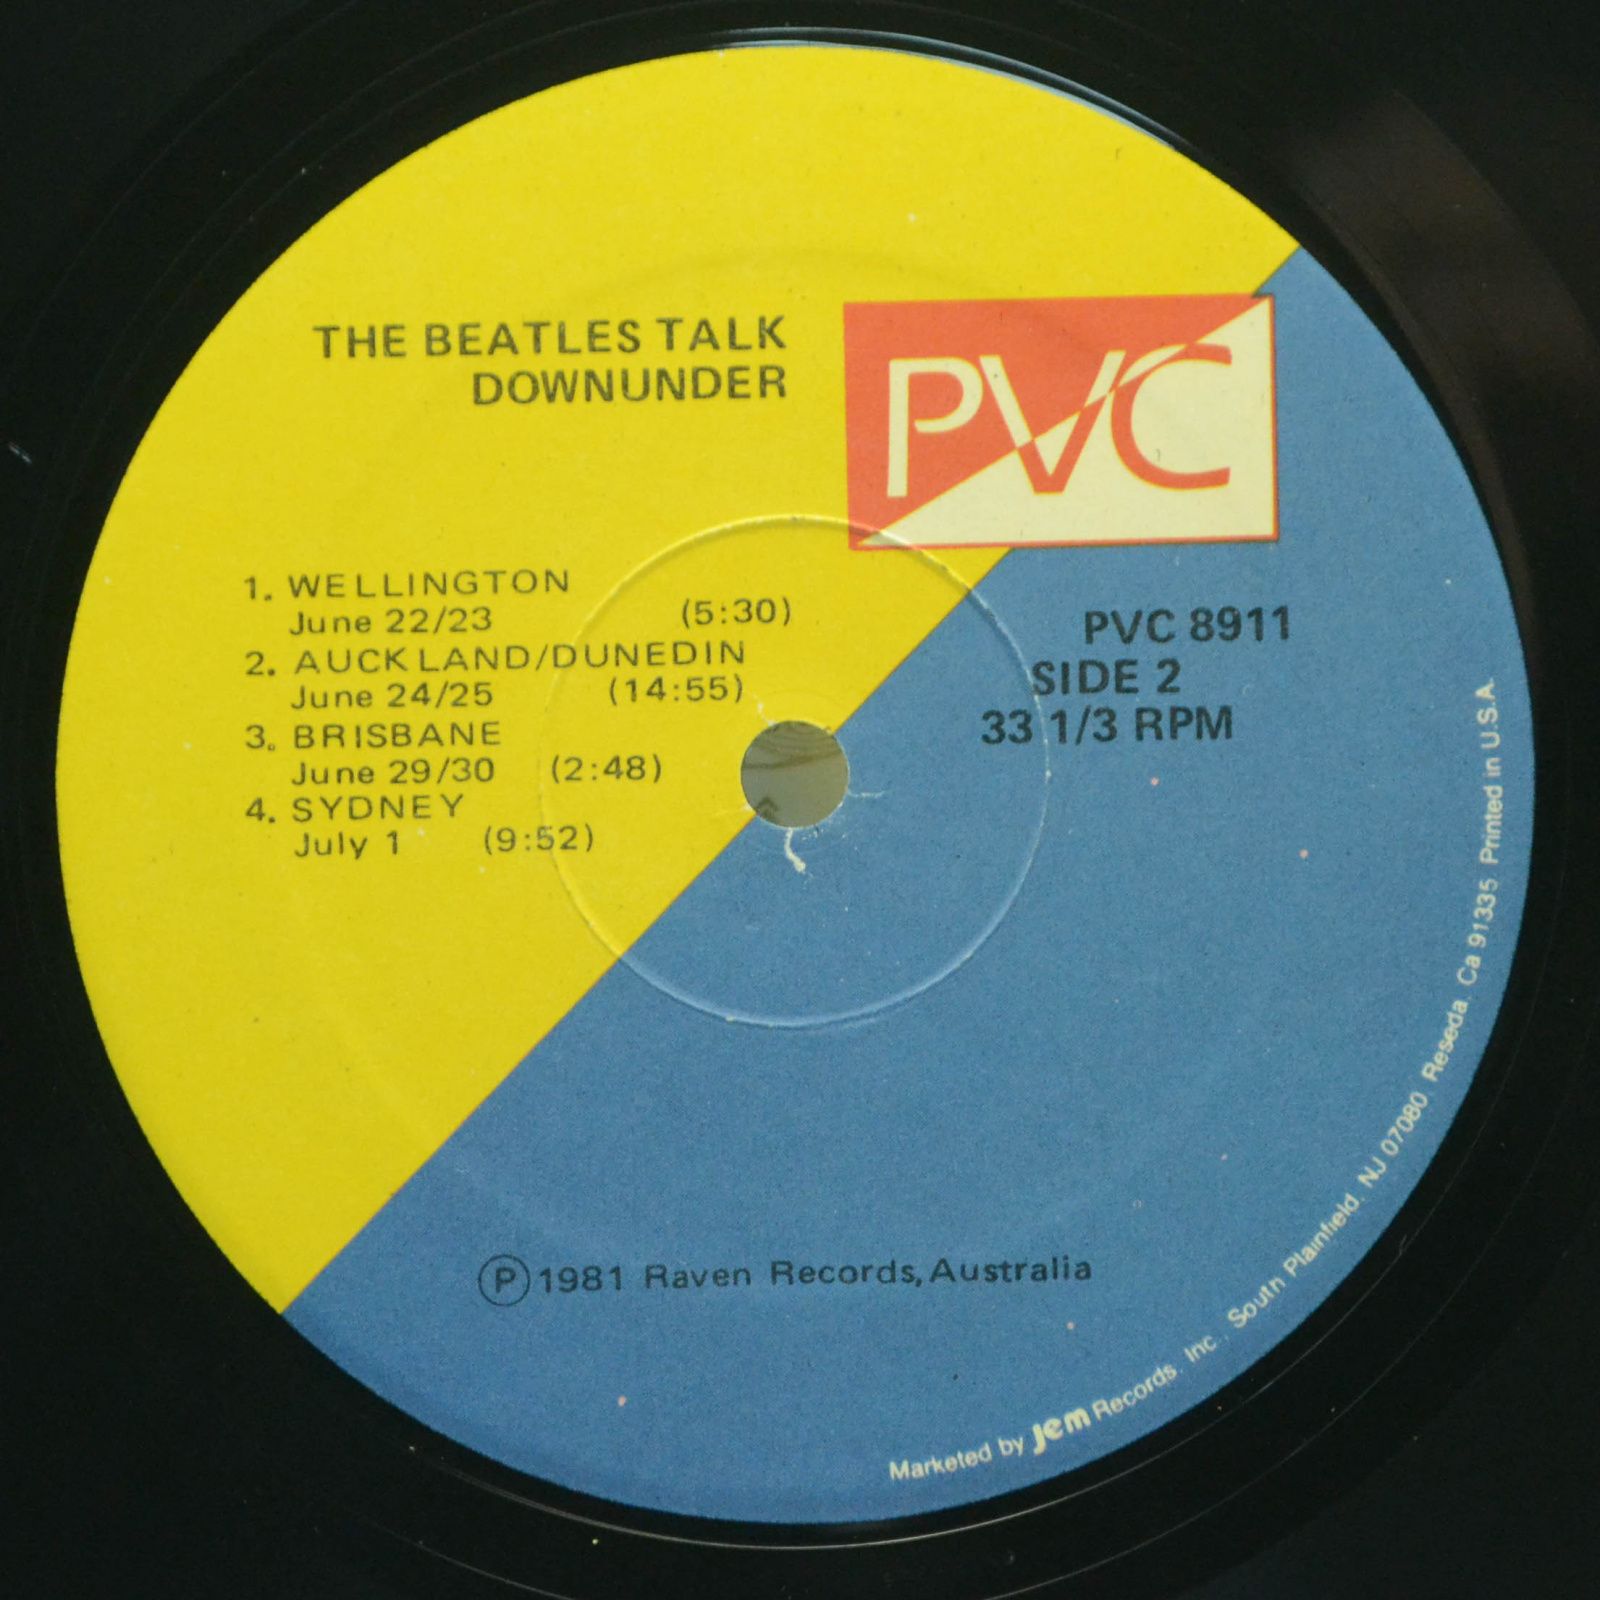 THE BEATLES TALK
DOWNUNDER
PVC
1. WELLINGTON
June 22/23 (5:30)
2. AUCKLAND/DUNEDIN
June 24/25 (14:55)
3. BRISBANE
June 29/30 (2:48)
4. SYDNEY
July 1 (9:52)
PVC 8911
SIDE 2
33 1/3 RPM
Ⓟ 1981 Raven Records, Australia
Marketed by Jem Records, Inc., South Plainfield, NJ 07080 Reseda, Ca 91335 Printed in U.S.A.